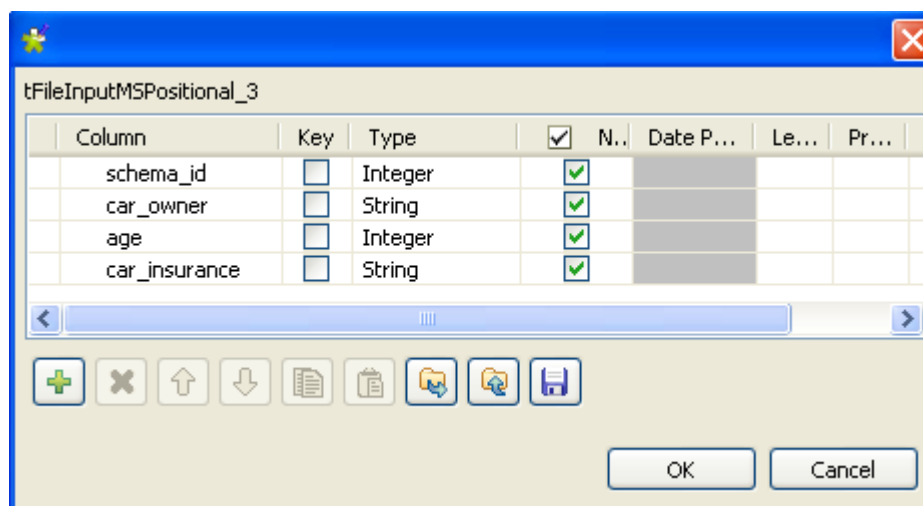 tFileInputMSPositional_3
Column Key Type N.. Date P... Le... Pr...
schema_id Integer
car_owner String
age Integer
car_insurance String
OK Cancel